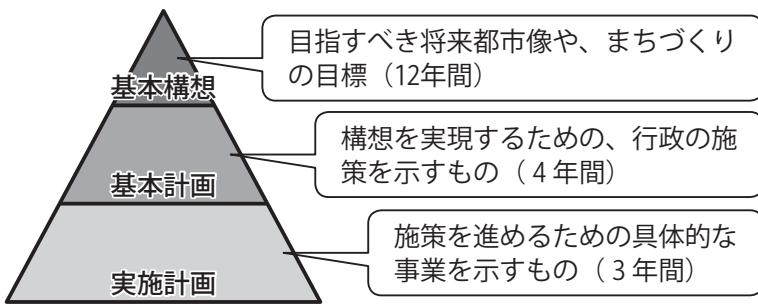 目指すべき将来都市像や、まちづくり
の目標（12年間）
基本構想
構想を実現するための、行政の施
策を示すもの（ 4 年間）
基本計画
施策を進めるための具体的な
事業を示すもの（ 3 年間）
実施計画